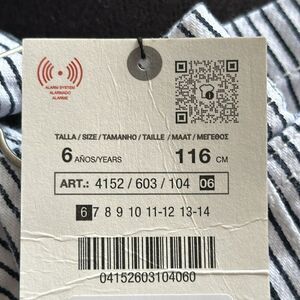 ALARM SYSTEM
ALARMADO
ALARME
TALLA / SIZE / TAMANHO / TAILLE / MAAT / ΜΕΓΕΘΟΣ
6 AÑOS/YEARS 116 CM
ART.: 4152 / 603 / 104 06
6 7 8 9 10 11-12 13-14
04152603104060